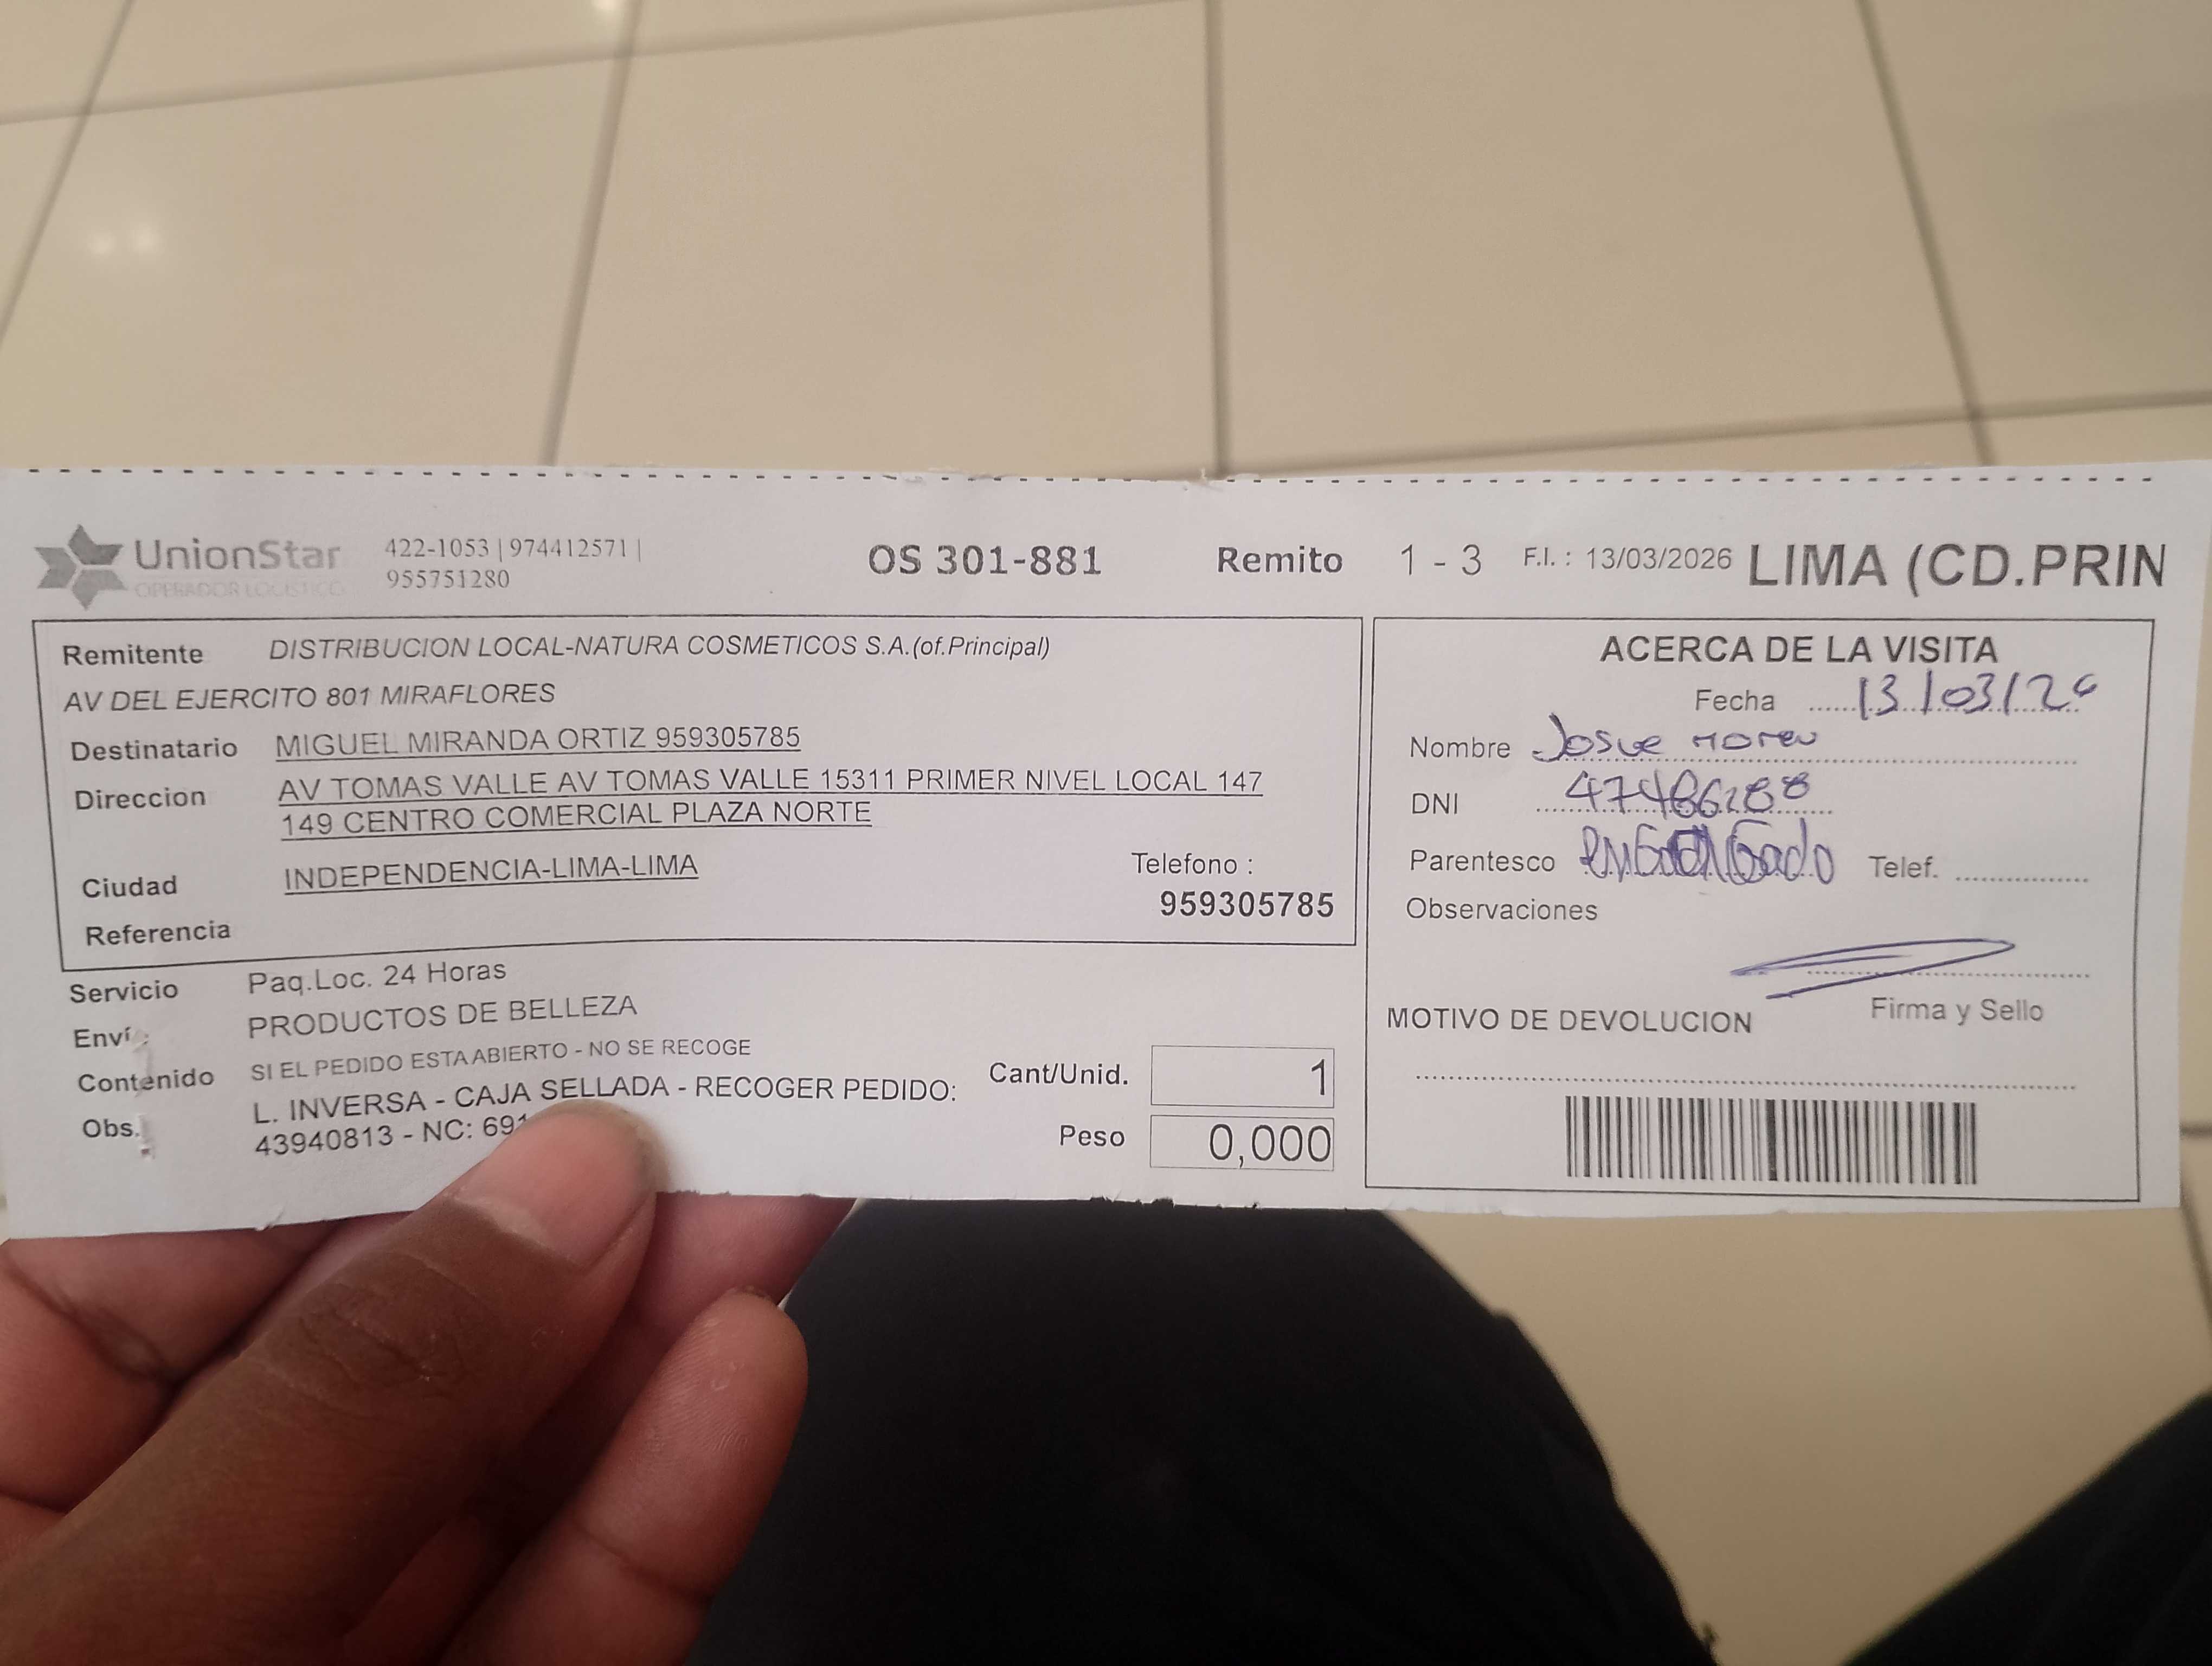 UnionStar
OPERADOR LOGISTICO
422-1053 | 974412571 |
955751280
OS 301-881 Remito 1 - 3 F.I. : 13/03/2026 LIMA (CD.PRIN
Remitente DISTRIBUCION LOCAL-NATURA COSMETICOS S.A.(of.Principal)
AV DEL EJERCITO 801 MIRAFLORES
Destinatario MIGUEL MIRANDA ORTIZ 959305785
Direccion AV TOMAS VALLE AV TOMAS VALLE 15311 PRIMER NIVEL LOCAL 147
149 CENTRO COMERCIAL PLAZA NORTE
Ciudad INDEPENDENCIA-LIMA-LIMA
Telefono :
959305785
Referencia
Servicio Paq.Loc. 24 Horas
Enví : PRODUCTOS DE BELLEZA
Contenido SI EL PEDIDO ESTA ABIERTO - NO SE RECOGE
Obs. L. INVERSA - CAJA SELLADA - RECOGER PEDIDO:
43940813 - NC: 691
Cant/Unid. 1
Peso 0,000
ACERCA DE LA VISITA
Fecha 13/03/26
Nombre Josue
DNI
Parentesco
Telef.
Observaciones
Firma y Sello
MOTIVO DE DEVOLUCION